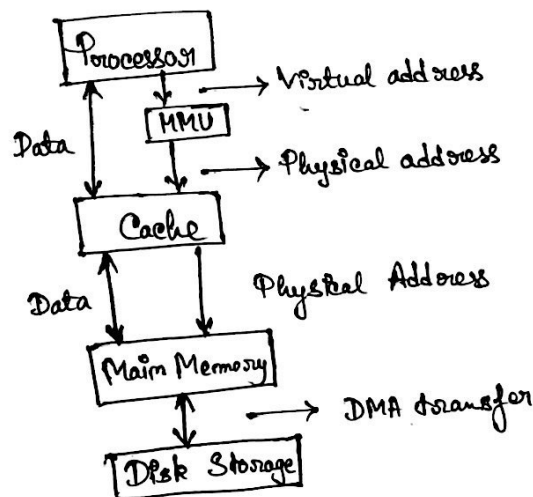 Processor
Virtual address
MMU
Data
Physical address
Cache
Data
Physical Address
Main Memory
DMA transfer
Disk Storage